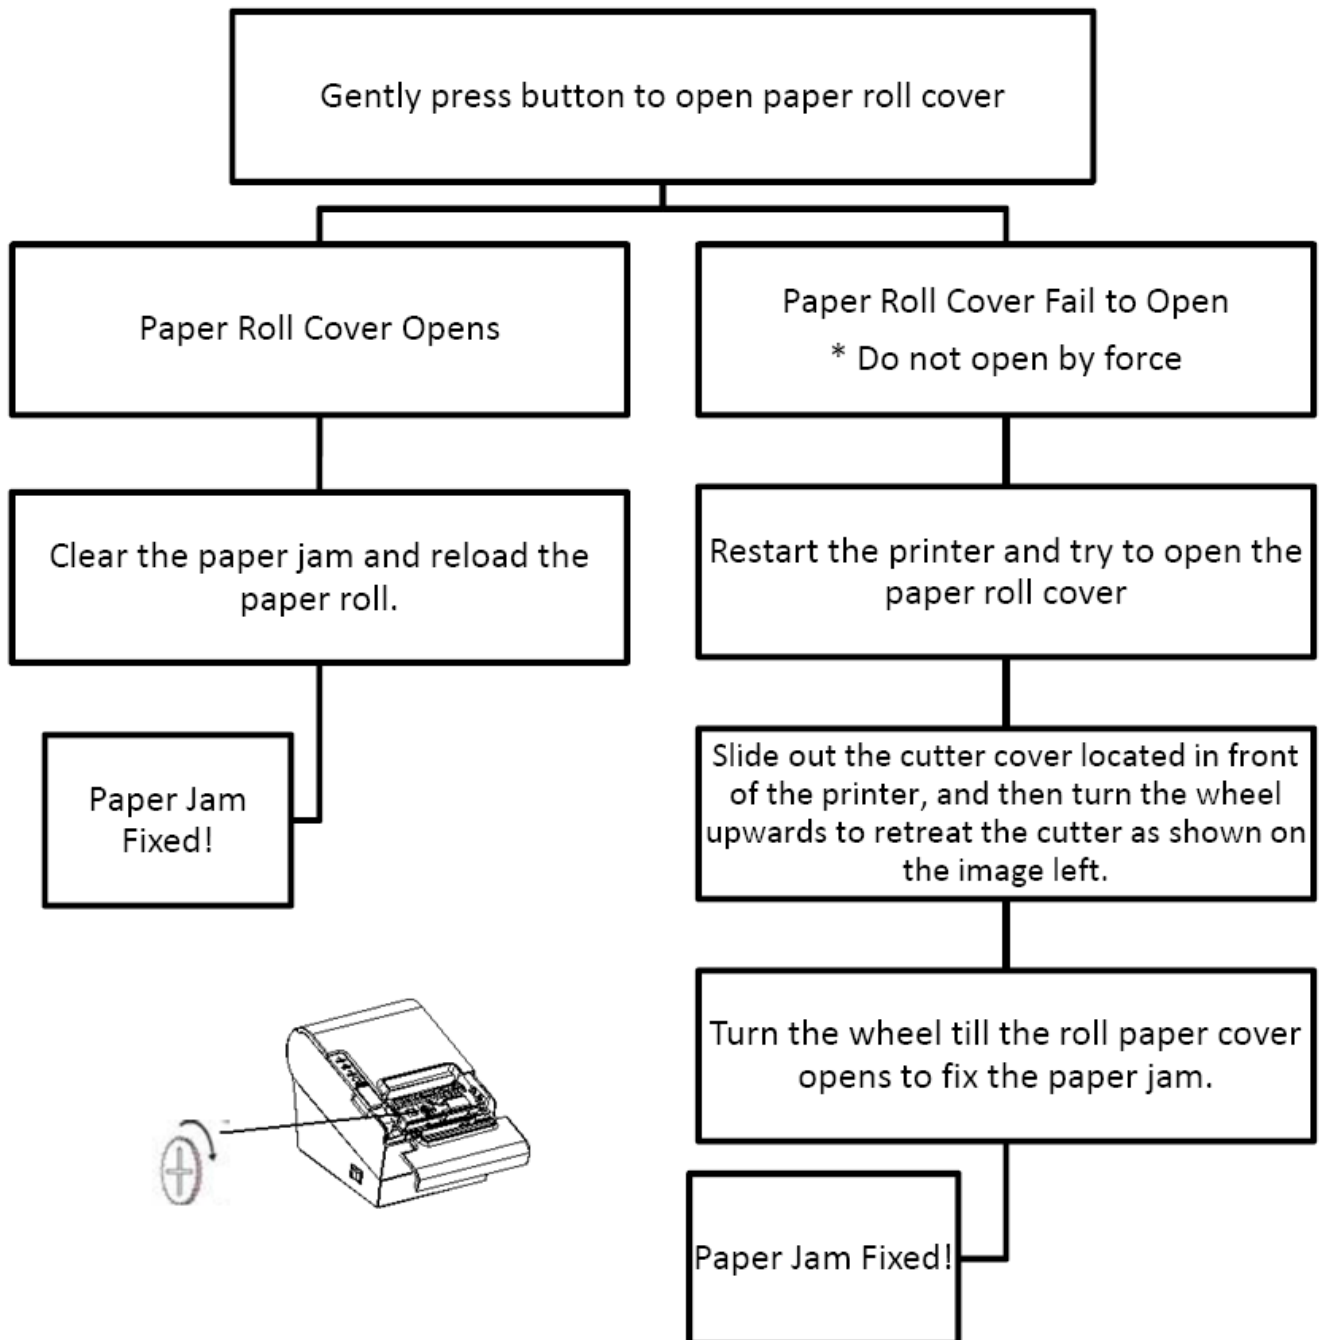 Gently press button to open paper roll cover
Paper Roll Cover Opens
Clear the paper jam and reload the
paper roll.
Paper Jam
Fixed!
Paper Roll Cover Fail to Open
* Do not open by force
Restart the printer and try to open the
paper roll cover
Slide out the cutter cover located in front
of the printer, and then turn the wheel
upwards to retreat the cutter as shown on
the image left.
Turn the wheel till the roll paper cover
opens to fix the paper jam.
Paper Jam Fixed!